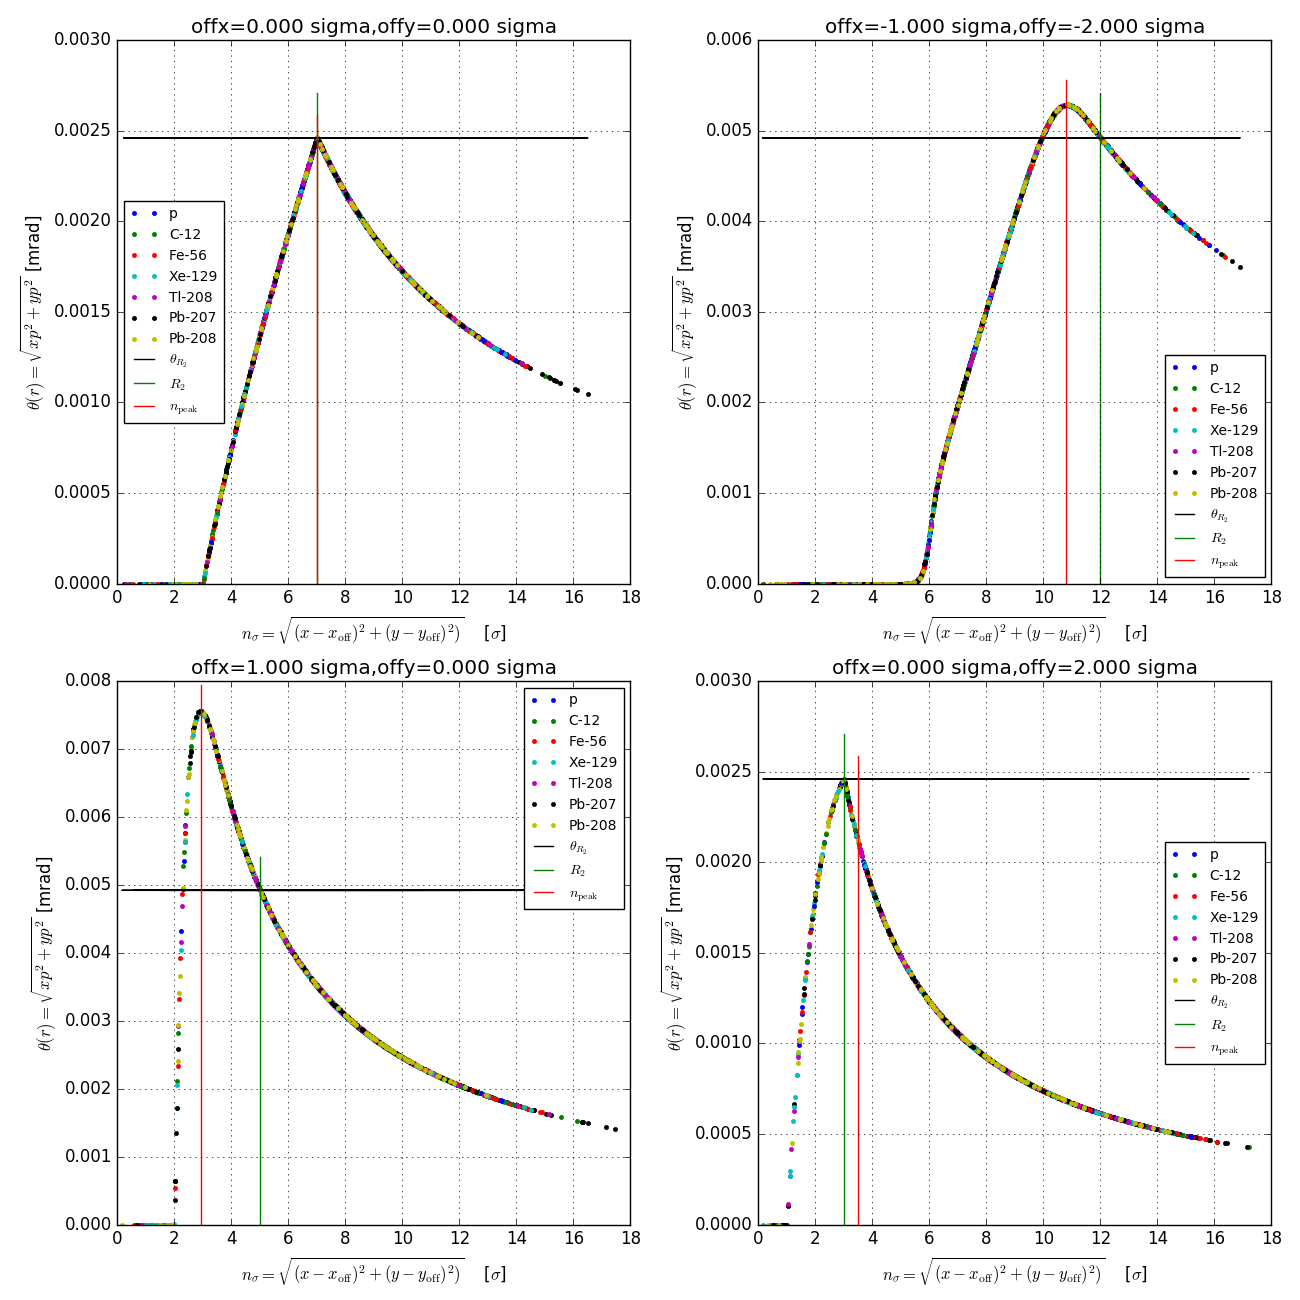 offx=0.000 sigma,offy=0.000 sigma
0.0030
0.0025
0.0020
0.0015
0.0010
0.0005
0.0000
θ(r) = √xp² + yp² [mrad]
p
C-12
Fe-56
Xe-129
Tl-208
Pb-207
Pb-208
θ_R₂
R₂
n_peak
0 2 4 6 8 10 12 14 16 18
n_σ = √(x − x_off)² + (y − y_off)²) [σ]
offx=-1.000 sigma,offy=-2.000 sigma
0.006
0.005
0.004
0.003
0.002
0.001
0.000
θ(r) = √xp² + yp² [mrad]
p
C-12
Fe-56
Xe-129
Tl-208
Pb-207
Pb-208
θ_R₂
R₂
n_peak
0 2 4 6 8 10 12 14 16 18
n_σ = √(x − x_off)² + (y − y_off)²) [σ]
offx=1.000 sigma,offy=0.000 sigma
0.008
0.007
0.006
0.005
0.004
0.003
0.002
0.001
0.000
θ(r) = √xp² + yp² [mrad]
p
C-12
Fe-56
Xe-129
Tl-208
Pb-207
Pb-208
θ_R₂
R₂
n_peak
0 2 4 6 8 10 12 14 16 18
n_σ = √(x − x_off)² + (y − y_off)²) [σ]
offx=0.000 sigma,offy=2.000 sigma
0.0030
0.0025
0.0020
0.0015
0.0010
0.0005
0.0000
θ(r) = √xp² + yp² [mrad]
p
C-12
Fe-56
Xe-129
Tl-208
Pb-207
Pb-208
θ_R₂
R₂
n_peak
0 2 4 6 8 10 12 14 16 18
n_σ = √(x − x_off)² + (y − y_off)²) [σ]